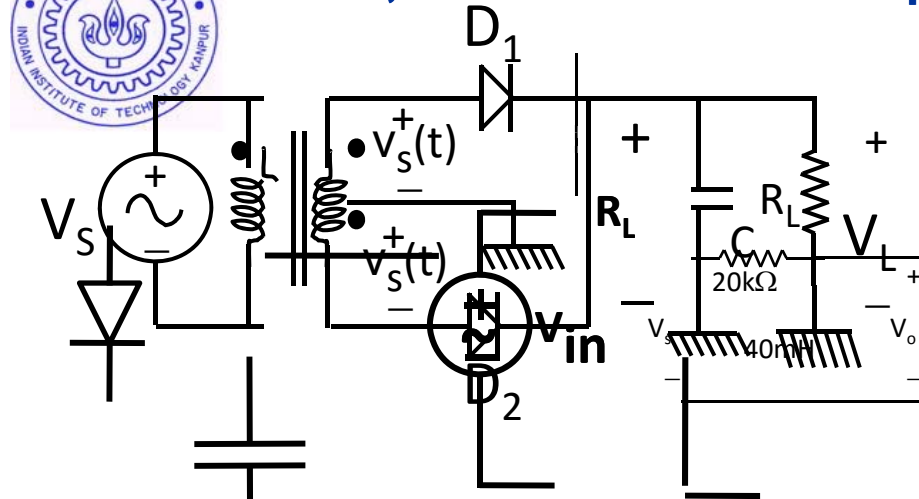 INDIAN INSTITUTE OF TECHNOLOGY KANPUR
D1
+
vs(t)
–
+
vs(t)
–
VS
+
–
D2
Vin
+
RL
–
C
RL
20kΩ
40mH
+
VL
–
Vs
–
+
Vo
–